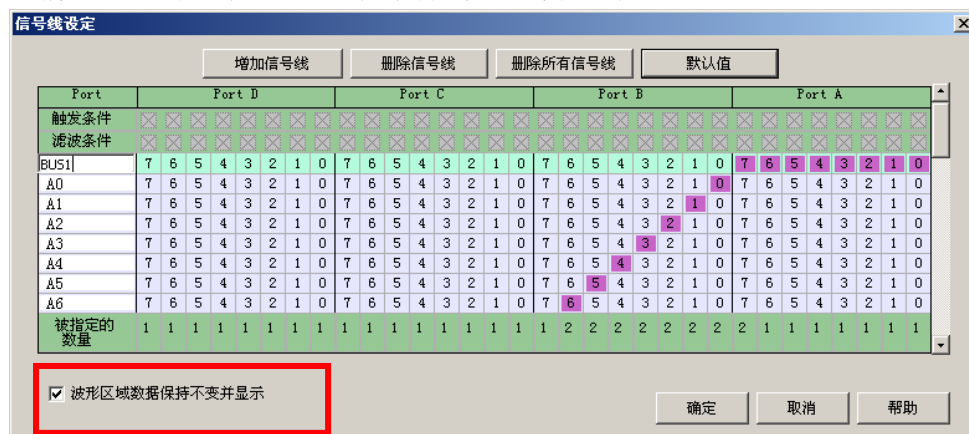 信号线设定
增加信号线 删除信号线 删除所有信号线 默认值
Port Port D Port C Port B Port A
触发条件
滤波条件
BUS1 7 6 5 4 3 2 1 0 7 6 5 4 3 2 1 0 7 6 5 4 3 2 1 0 7 6 5 4 3 2 1 0
A0 7 6 5 4 3 2 1 0 7 6 5 4 3 2 1 0 7 6 5 4 3 2 1 0 7 6 5 4 3 2 1 0
A1 7 6 5 4 3 2 1 0 7 6 5 4 3 2 1 0 7 6 5 4 3 2 1 0 7 6 5 4 3 2 1 0
A2 7 6 5 4 3 2 1 0 7 6 5 4 3 2 1 0 7 6 5 4 3 2 1 0 7 6 5 4 3 2 1 0
A3 7 6 5 4 3 2 1 0 7 6 5 4 3 2 1 0 7 6 5 4 3 2 1 0 7 6 5 4 3 2 1 0
A4 7 6 5 4 3 2 1 0 7 6 5 4 3 2 1 0 7 6 5 4 3 2 1 0 7 6 5 4 3 2 1 0
A5 7 6 5 4 3 2 1 0 7 6 5 4 3 2 1 0 7 6 5 4 3 2 1 0 7 6 5 4 3 2 1 0
A6 7 6 5 4 3 2 1 0 7 6 5 4 3 2 1 0 7 6 5 4 3 2 1 0 7 6 5 4 3 2 1 0
被指定的
数量 1 1 1 1 1 1 1 1 1 1 1 1 1 1 1 1 1 2 2 2 2 2 2 2 2 1 1 1 1 1 1 1
波形区域数据保持不变并显示
确定 取消 帮助